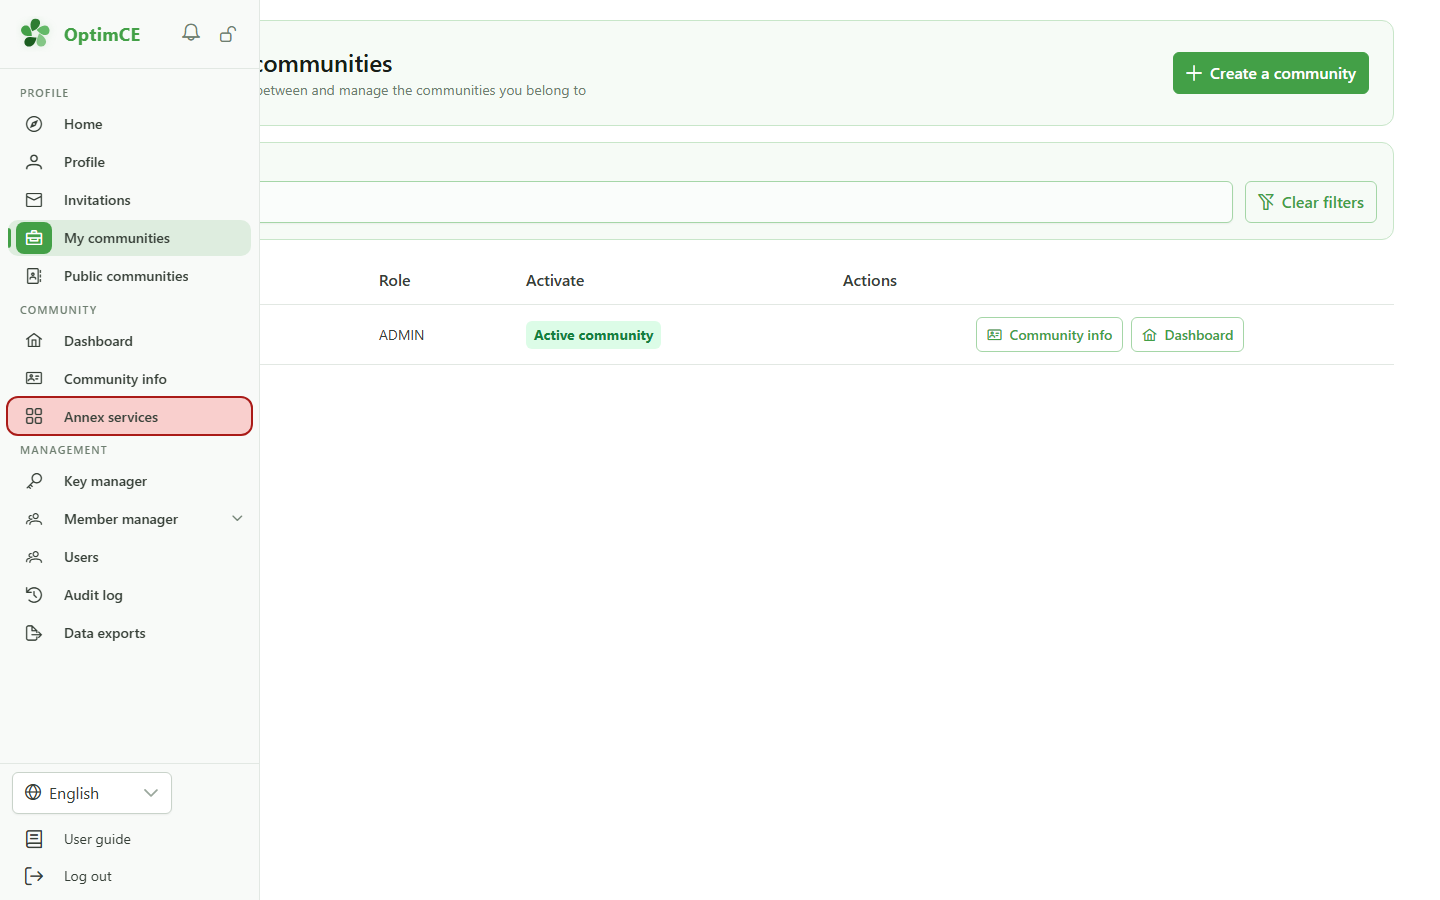 OptimCE
PROFILE
Home
Profile
Invitations
My communities
Public communities
COMMUNITY
Dashboard
Community info
Annex services
MANAGEMENT
Key manager
Member manager
Users
Audit log
Data exports
English
User guide
Log out
communities
between and manage the communities you belong to
Create a community
Clear filters
Role
Activate
Actions
ADMIN
Active community
Community info
Dashboard